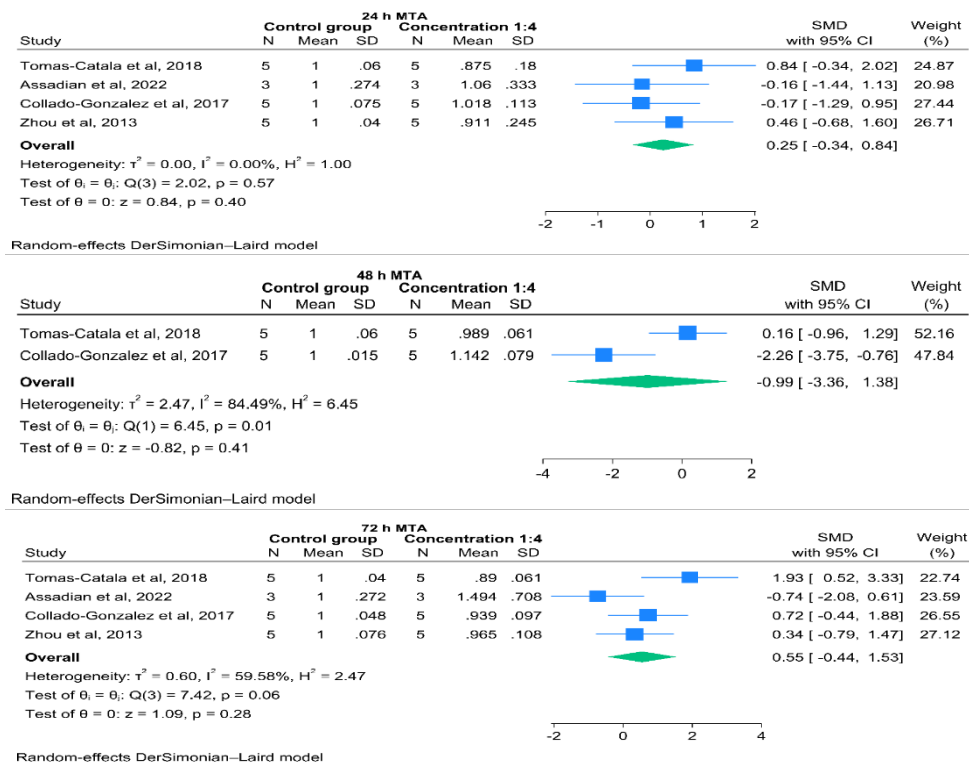 24 h MTA
Control group Concentration 1:4 SMD Weight
Study N Mean SD N Mean SD with 95% CI (%)
Tomas-Catala et al, 2018 5 1 .06 5 .875 .18 0.84 [ -0.34, 2.02] 24.87
Assadian et al, 2022 3 1 .274 3 1.06 .333 -0.16 [ -1.44, 1.13] 20.98
Collado-Gonzalez et al, 2017 5 1 .075 5 1.018 .113 -0.17 [ -1.29, 0.95] 27.44
Zhou et al, 2013 5 1 .04 5 .911 .245 0.46 [ -0.68, 1.60] 26.71
Overall 0.25 [ -0.34, 0.84]
Heterogeneity: τ² = 0.00, I² = 0.00%, H² = 1.00
Test of θᵢ = θⱼ: Q(3) = 2.02, p = 0.57
Test of θ = 0: z = 0.84, p = 0.40
-2 -1 0 1 2
Random-effects DerSimonian–Laird model
48 h MTA
Control group Concentration 1:4 SMD Weight
Study N Mean SD N Mean SD with 95% CI (%)
Tomas-Catala et al, 2018 5 1 .06 5 .989 .061 0.16 [ -0.96, 1.29] 52.16
Collado-Gonzalez et al, 2017 5 1 .015 5 1.142 .079 -2.26 [ -3.75, -0.76] 47.84
Overall -0.99 [ -3.36, 1.38]
Heterogeneity: τ² = 2.47, I² = 84.49%, H² = 6.45
Test of θᵢ = θⱼ: Q(1) = 6.45, p = 0.01
Test of θ = 0: z = -0.82, p = 0.41
-4 -2 0 2
Random-effects DerSimonian–Laird model
72 h MTA
Control group Concentration 1:4 SMD Weight
Study N Mean SD N Mean SD with 95% CI (%)
Tomas-Catala et al, 2018 5 1 .04 5 .89 .061 1.93 [ 0.52, 3.33] 22.74
Assadian et al, 2022 3 1 .272 3 1.494 .708 -0.74 [ -2.08, 0.61] 23.59
Collado-Gonzalez et al, 2017 5 1 .048 5 .939 .097 0.72 [ -0.44, 1.88] 26.55
Zhou et al, 2013 5 1 .076 5 .965 .108 0.34 [ -0.79, 1.47] 27.12
Overall 0.55 [ -0.44, 1.53]
Heterogeneity: τ² = 0.60, I² = 59.58%, H² = 2.47
Test of θᵢ = θⱼ: Q(3) = 7.42, p = 0.06
Test of θ = 0: z = 1.09, p = 0.28
-2 0 2 4
Random-effects DerSimonian–Laird model